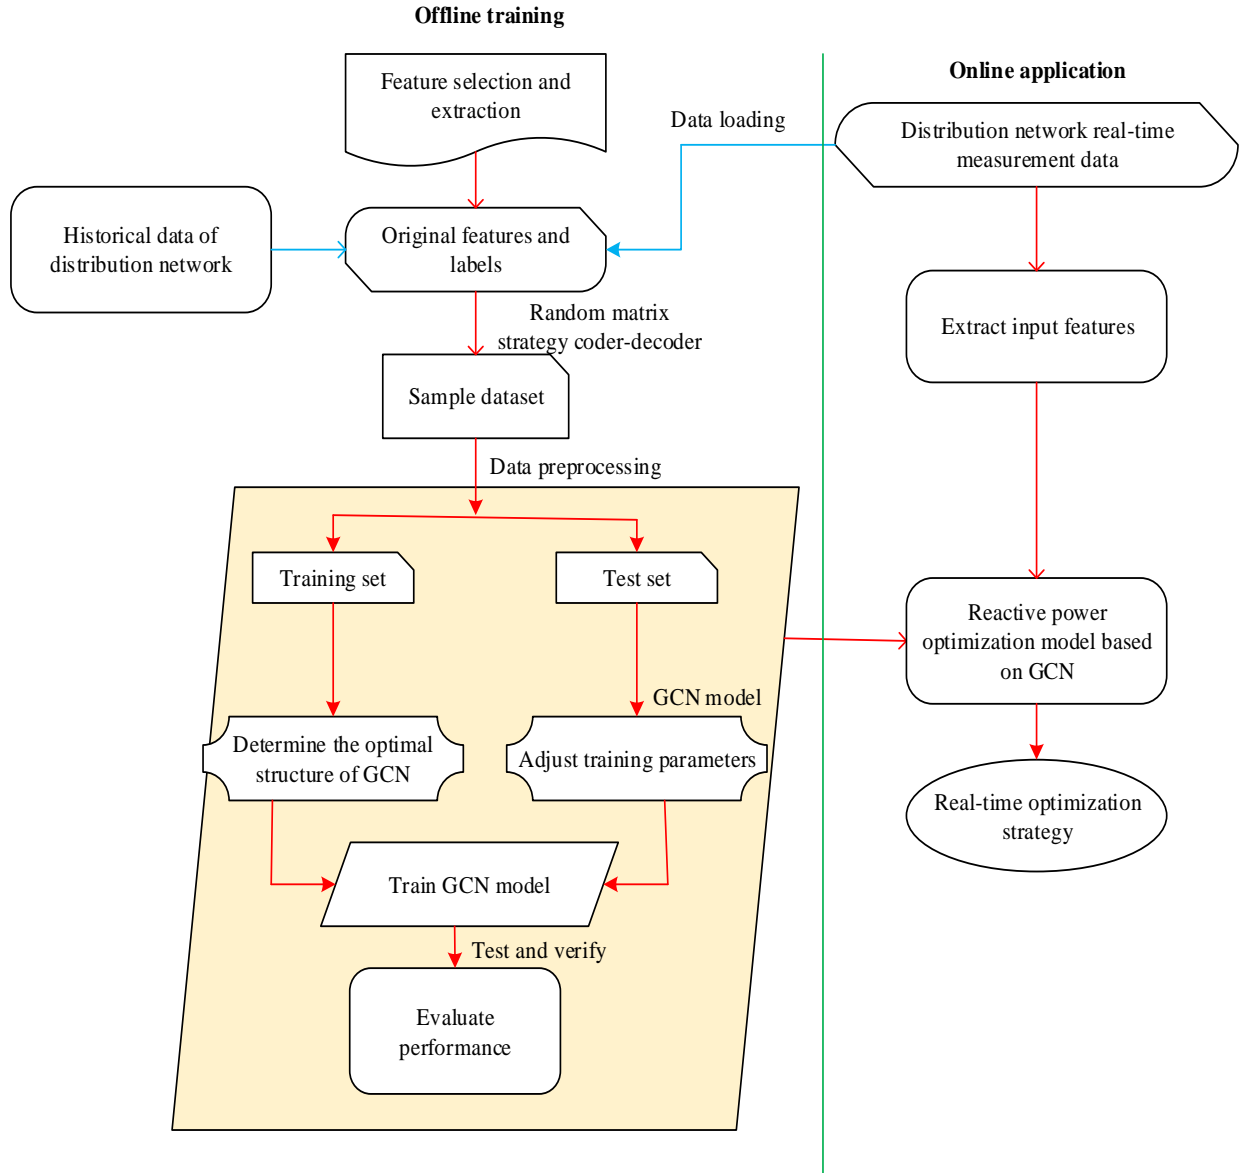 Offline training
Feature selection and
extraction
Data loading
Historical data of
distribution network
Original features and
labels
Random matrix
strategy coder-decoder
Sample dataset
Data preprocessing
Training set
Test set
GCN model
Determine the optimal
structure of GCN
Adjust training parameters
Train GCN model
Test and verify
Evaluate
performance
Online application
Distribution network real-time
measurement data
Extract input features
Reactive power
optimization model based
on GCN
Real-time optimization
strategy